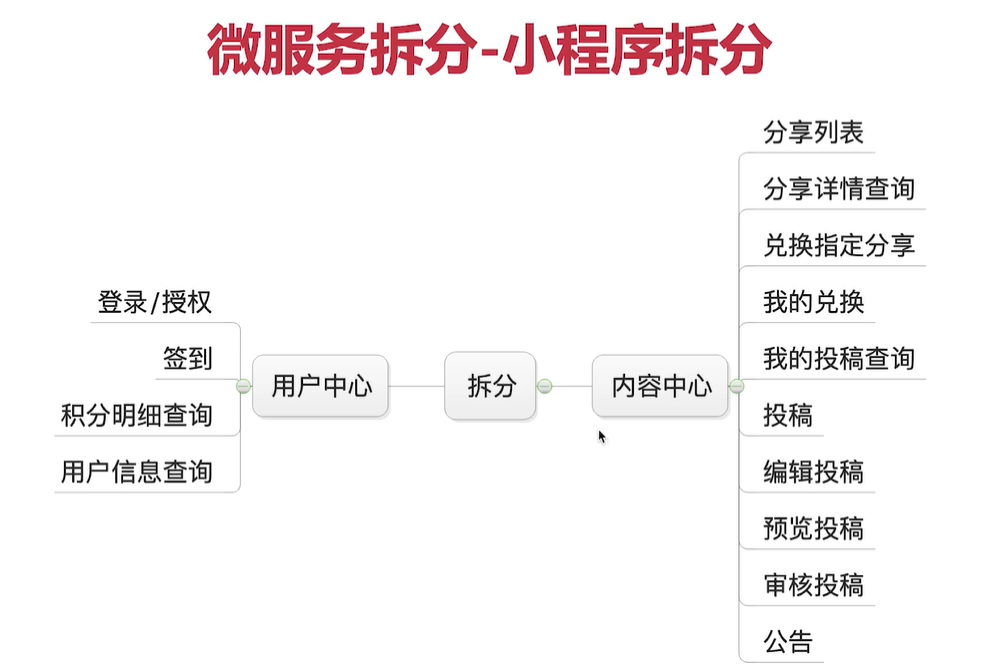 微服务拆分-小程序拆分
登录/授权
签到
积分明细查询
用户信息查询
用户中心
拆分
内容中心
分享列表
分享详情查询
兑换指定分享
我的兑换
我的投稿查询
投稿
编辑投稿
预览投稿
审核投稿
公告